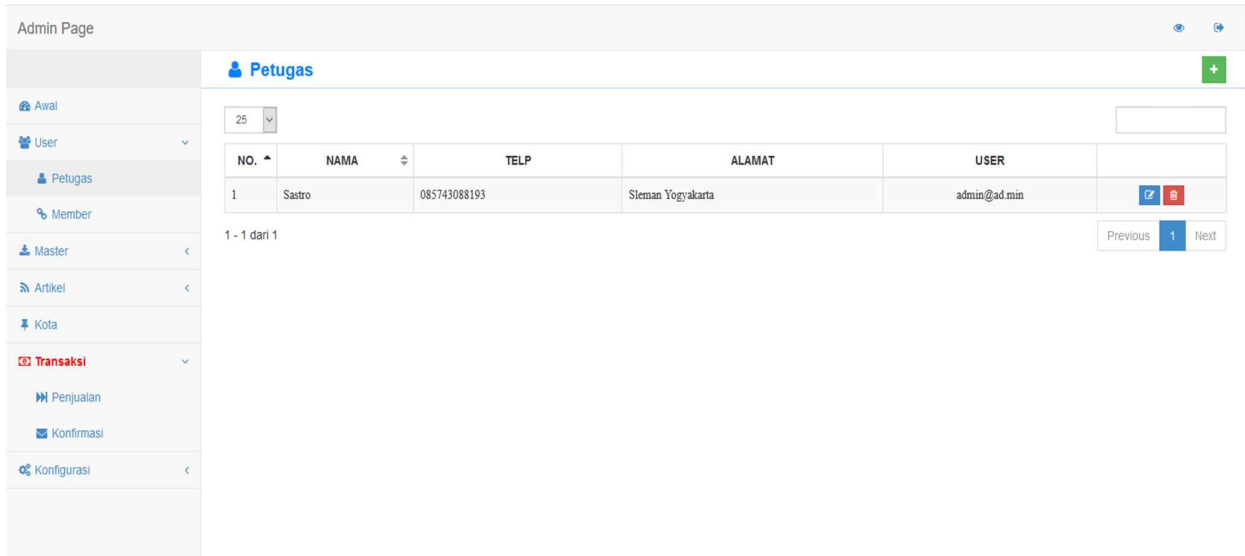 Admin Page
Petugas
+
Awal
User
Petugas
Member
Master
Artikel
Kota
Transaksi
Penjualan
Konfirmasi
Konfigurasi
25
NO. NAMA TELP ALAMAT USER
1 Sastro 085743088193 Sleman Yogyakarta admin@ad.min
1 - 1 dari 1
Previous 1 Next